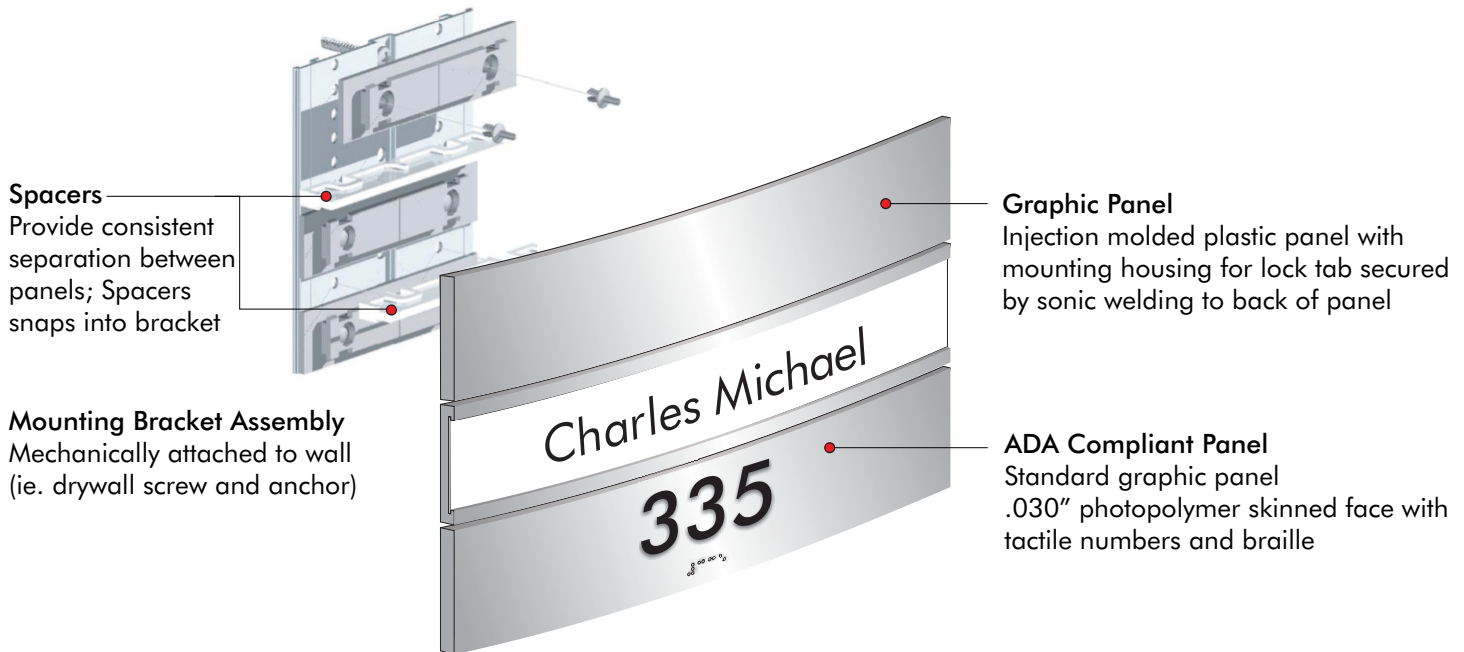 Spacers
Provide consistent
separation between
panels; Spacers
snaps into bracket
Mounting Bracket Assembly
Mechanically attached to wall
(ie. drywall screw and anchor)
Charles Michael
335
Graphic Panel
Injection molded plastic panel with
mounting housing for lock tab secured
by sonic welding to back of panel
ADA Compliant Panel
Standard graphic panel
.030” photopolymer skinned face with
tactile numbers and braille